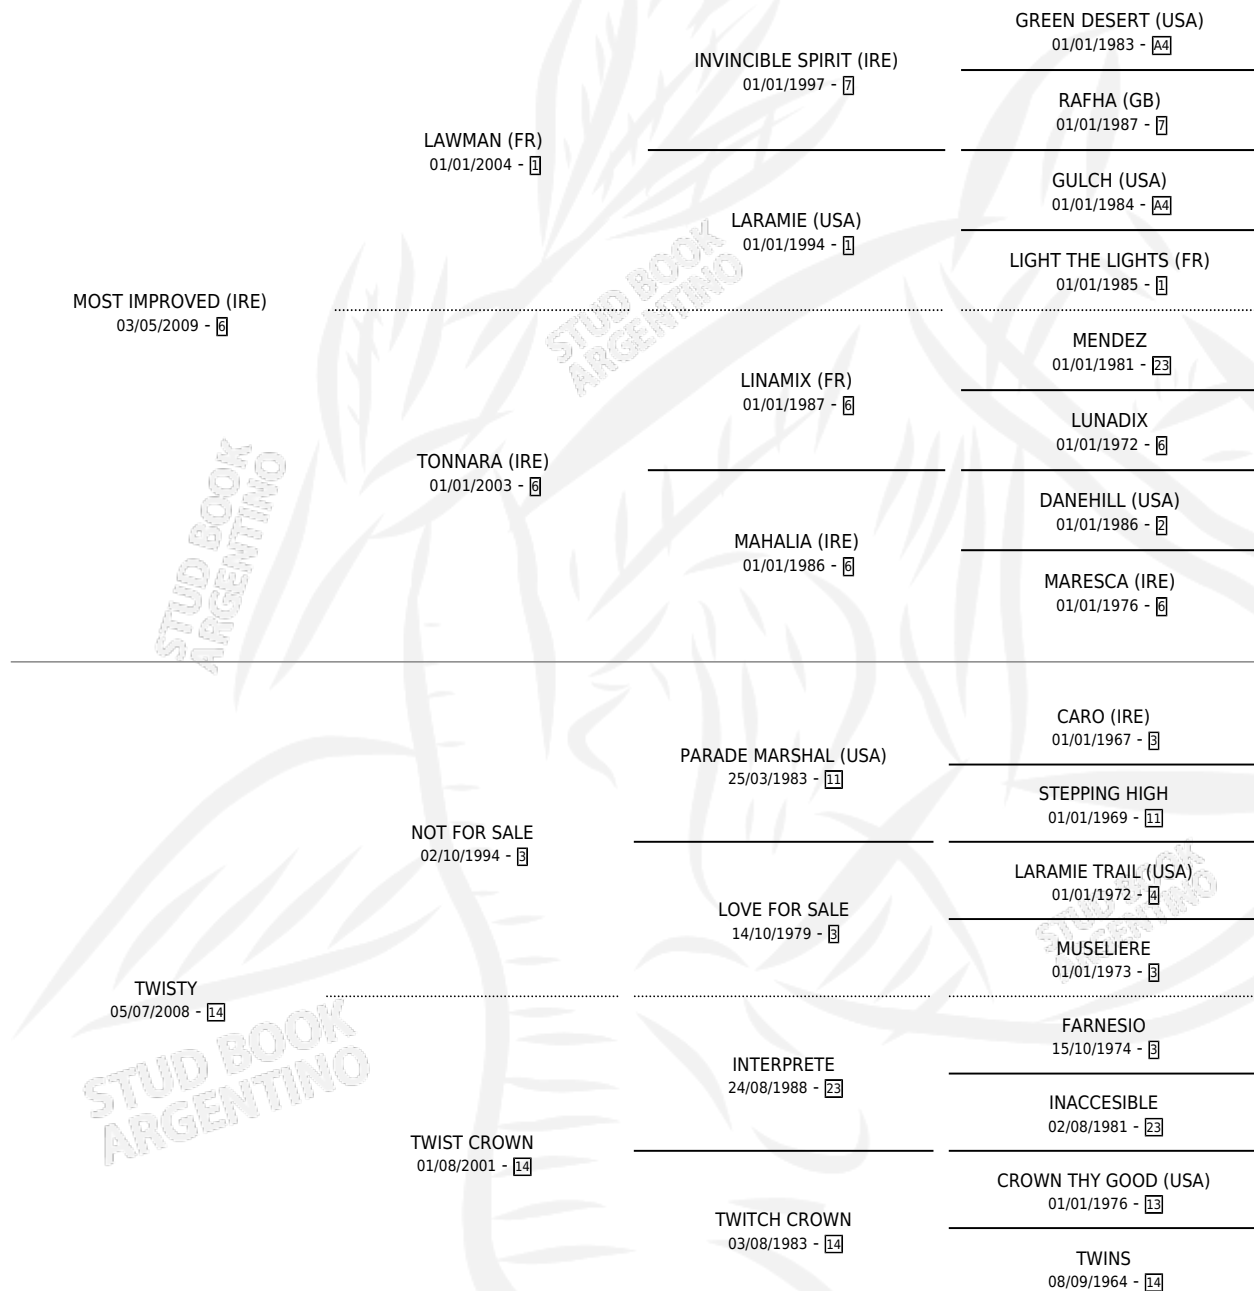 GREEN DESERT (USA)
01/01/1983 - A4
INVINCIBLE SPIRIT (IRE)
01/01/1997 - 7
RAFHA (GB)
01/01/1987 - 7
LAWMAN (FR)
01/01/2004 - 1
GULCH (USA)
01/01/1984 - A4
LARAMIE (USA)
01/01/1994 - 1
LIGHT THE LIGHTS (FR)
01/01/1985 - 1
MOST IMPROVED (IRE)
03/05/2009 - 6
MENDEZ
01/01/1981 - 23
LINAMIX (FR)
01/01/1987 - 6
LUNADIX
01/01/1972 - 6
TONNARA (IRE)
01/01/2003 - 6
DANEHILL (USA)
01/01/1986 - 2
MAHALIA (IRE)
01/01/1986 - 6
MARESCA (IRE)
01/01/1976 - 6
CARO (IRE)
01/01/1967 - 3
PARADE MARSHAL (USA)
25/03/1983 - 11
STEPPING HIGH
01/01/1969 - 11
NOT FOR SALE
02/10/1994 - 3
LARAMIE TRAIL (USA)
01/01/1972 - 4
LOVE FOR SALE
14/10/1979 - 3
MUSELIERE
01/01/1973 - 3
TWISTY
05/07/2008 - 14
FARNESIO
15/10/1974 - 3
INTERPRETE
24/08/1988 - 23
INACCESIBLE
02/08/1981 - 23
TWIST CROWN
01/08/2001 - 14
CROWN THY GOOD (USA)
01/01/1976 - 13
TWITCH CROWN
03/08/1983 - 14
TWINS
08/09/1964 - 14
STUD BOOK
ARGENTINO
STUD BOOK
ARGENTINO
STUD BOOK
ARGENTINO
STUD BOOK
ARGENTINO